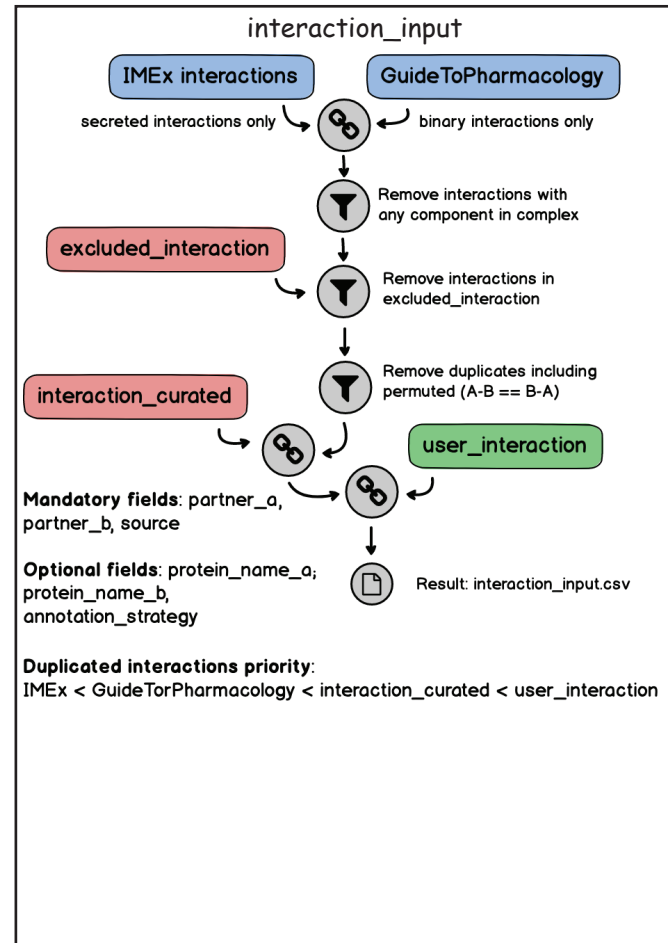 interaction_input
IMEx interactions
GuideToPharmacology
secreted interactions only
binary interactions only
Remove interactions with
any component in complex
excluded_interaction
Remove interactions in
excluded_interaction
Remove duplicates including
permuted (A-B == B-A)
interaction_curated
user_interaction
Mandatory fields: partner_a,
partner_b, source
Optional fields: protein_name_a;
protein_name_b,
annotation_strategy
Result: interaction_input.csv
Duplicated interactions priority:
IMEx < GuideTorPharmacology < interaction_curated < user_interaction